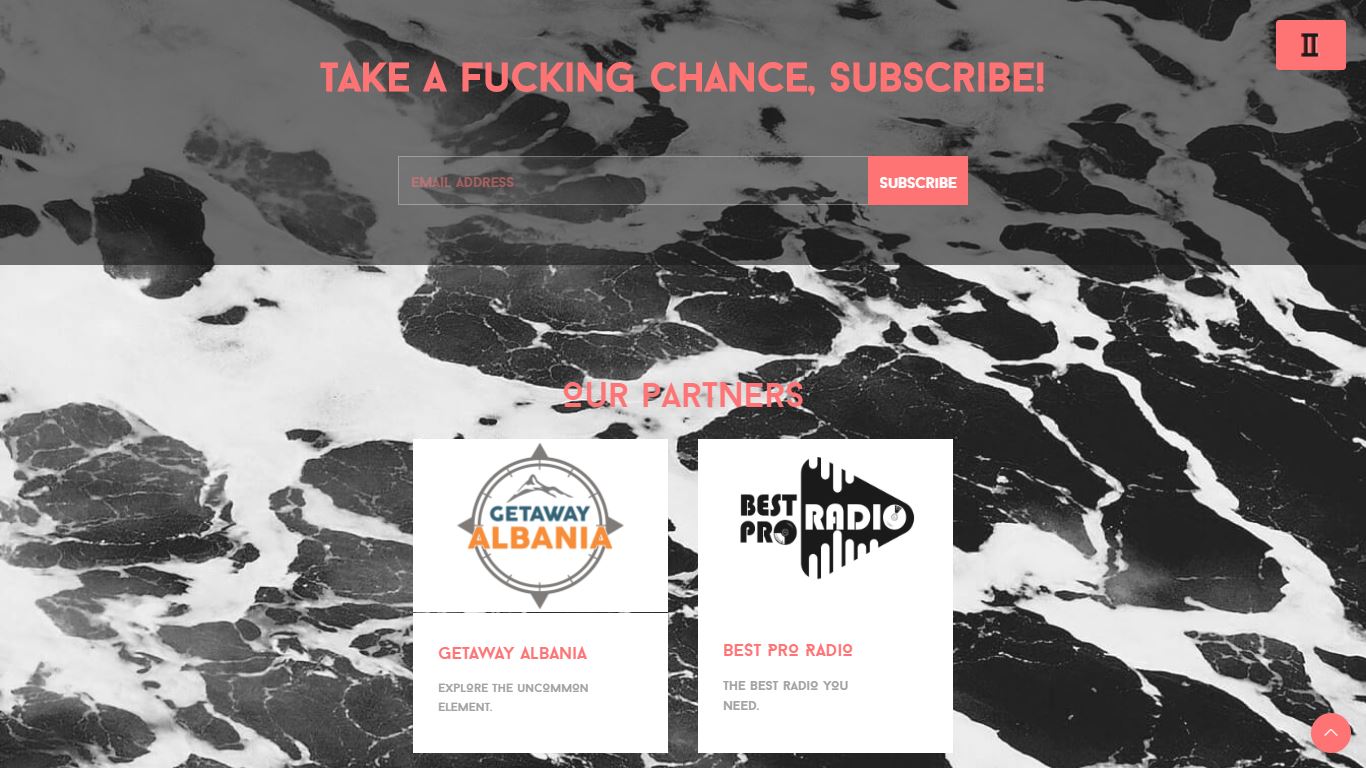 TAKE A FUCKING CHANCE, SUBSCRIBE!
EMAIL ADDRESS
SUBSCRIBE
OUR PARTNERS
GETAWAY
ALBANIA
BEST
PRO
RADIO
GETAWAY ALBANIA
EXPLORE THE UNCOMMON
ELEMENT.
BEST PRO RADIO
THE BEST RADIO YOU
NEED.